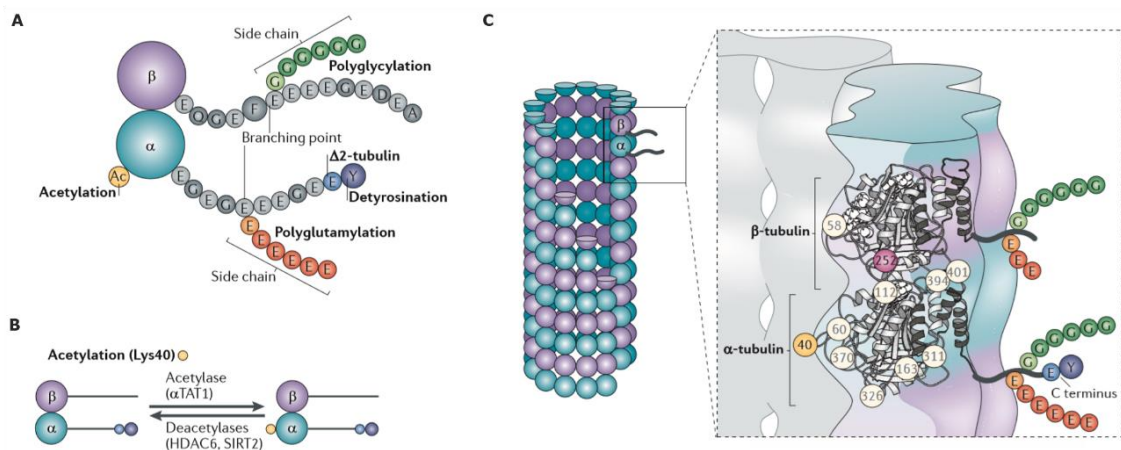 A
Side chain
G G G G G G
Polyglycylation
β
E Q G E F E E E E G E D E A
Branching point
α
Δ2-tubulin
Ac
Acetylation
E G E G E E E E G E E Y
Detyrosination
E E E E E E
Polyglutamylation
Side chain
B
Acetylation (Lys40)
β
α
Acetylase
(αTAT1)
Deacetylases
(HDAC6, SIRT2)
β
α
C
β
α
β-tubulin
α-tubulin
58
252
112
394
401
60
40
370
163
311
326
G G G G G G
E E E
G G G G G G
E Y
E E E E E E
C terminus